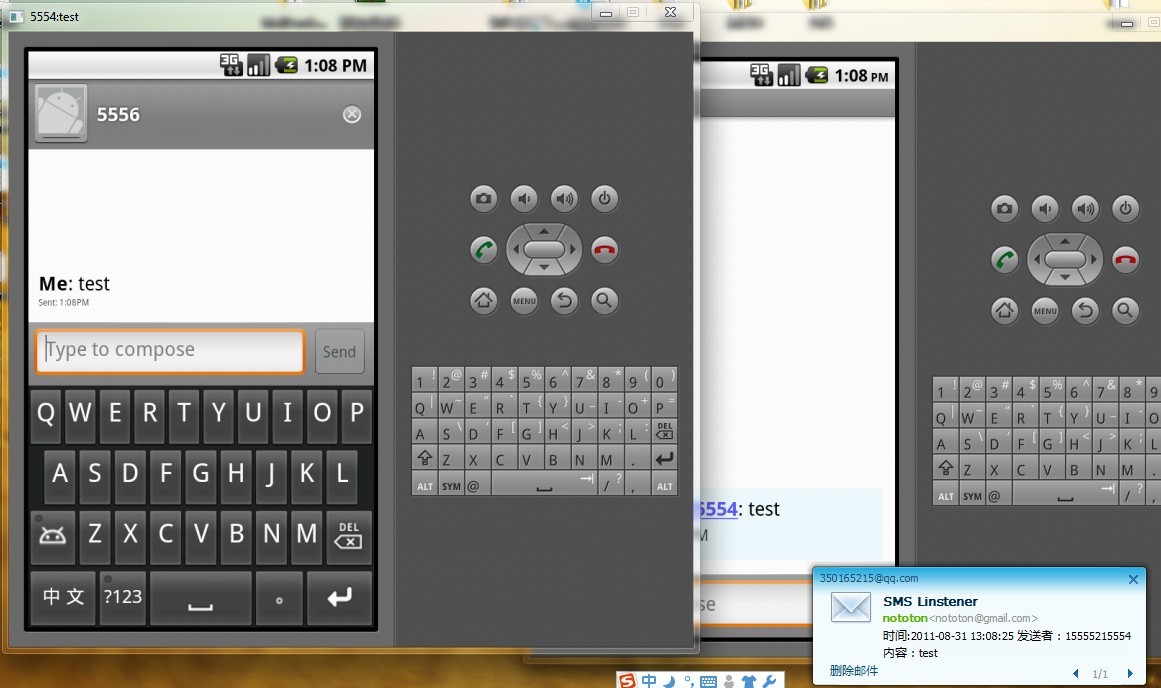 5554:test
3G 1:08 PM
5556
Me: test
Sent: 1:08PM
Type to compose
Send
Q W E R T Y U I O P
A S D F G H J K L
Z X C V B N M DEL
中文 ?123 。
MENU
1 ! 2 @ 3 # 4 $ 5 % 6 ^ 7 & 8 * 9 ( 0 )
Q | W ~ E " R ` T { Y } U _ I - O + P =
A S \ D ' F [ G ] H < J > K ; L : DEL
Z X C V B N M .
ALT SYM @ / ? , ALT
3G 1:08 PM
MENU
1 ! 2 @ 3 # 4 $ 5 % 6 ^ 7 & 8 * 9
Q | W ~ E " R ` T { Y } U _ I - O
A S \ D ' F [ G ] H < J > K ; L
Z X C V B N M .
ALT SYM @ / ? ,
5554: test
M
se
350165215@qq.com
SMS Linstener
nototon<nototon@gmail.com>
时间:2011-08-31 13:08:25 发送者：15555215554
内容：test
删除邮件
1/1
S 中